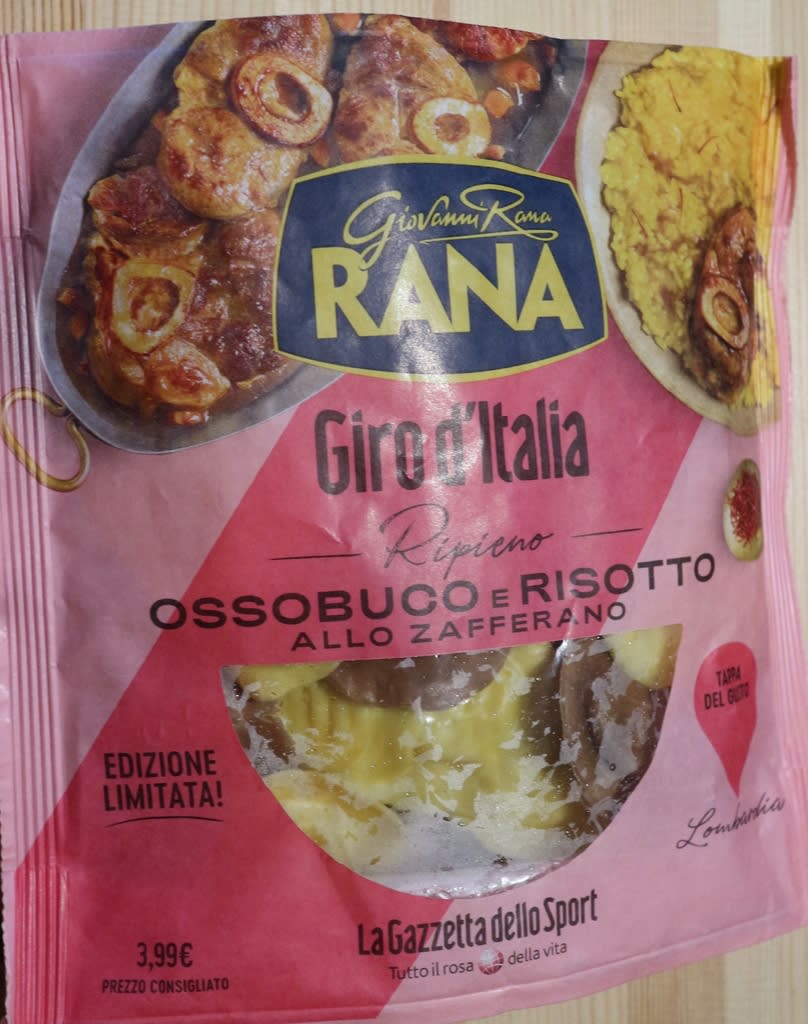 Giovanni Rana
RANA
Giro d'Italia
Ripieno
OSSOBUCO E RISOTTO
ALLO ZAFFERANO
TAPPA
DEL GUSTO
Lombardia
EDIZIONE
LIMITATA!
La Gazzetta dello Sport
Tutto il rosa della vita
3,99€
PREZZO CONSIGLIATO